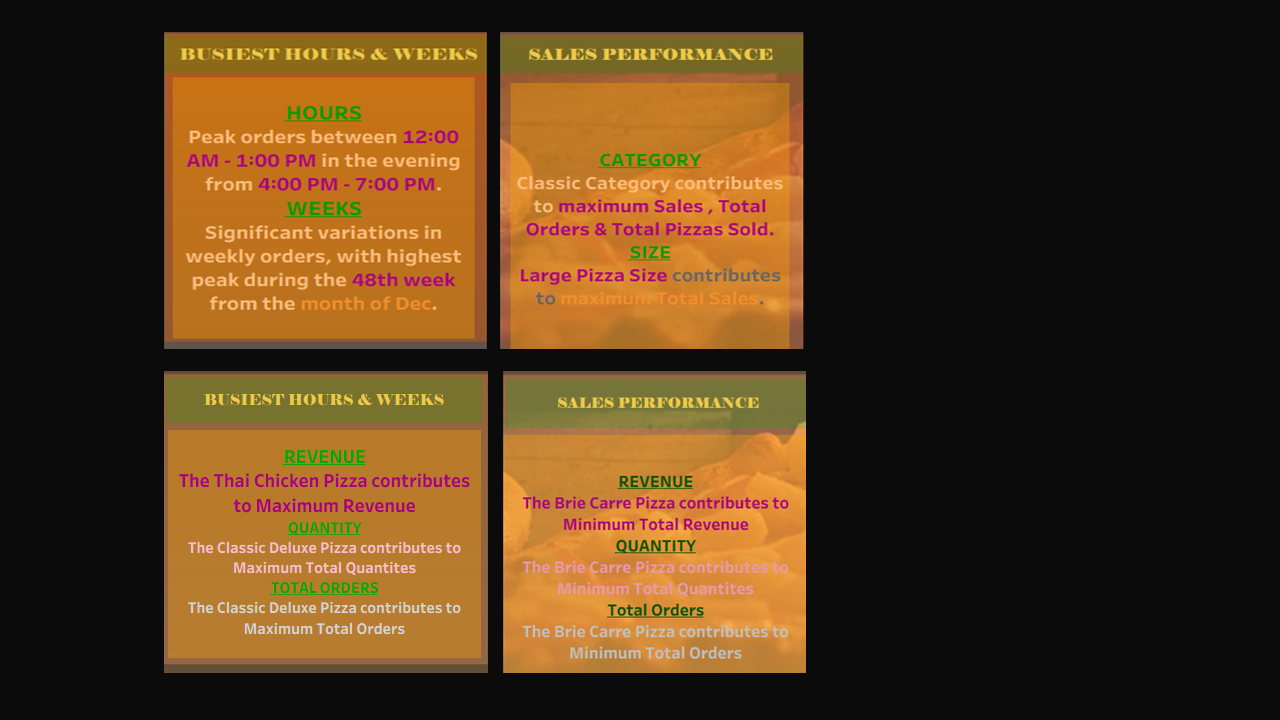 BUSIEST HOURS & WEEKS
HOURS
Peak orders between 12:00
AM - 1:00 PM in the evening
from 4:00 PM - 7:00 PM.
WEEKS
Significant variations in
weekly orders, with highest
peak during the 48th week
from the month of Dec.
SALES PERFORMANCE
CATEGORY
Classic Category contributes
to maximum Sales , Total
Orders & Total Pizzas Sold.
SIZE
Large Pizza Size contributes
to maximum Total Sales.
BUSIEST HOURS & WEEKS
REVENUE
The Thai Chicken Pizza contributes
to Maximum Revenue
QUANTITY
The Classic Deluxe Pizza contributes to
Maximum Total Quantites
TOTAL ORDERS
The Classic Deluxe Pizza contributes to
Maximum Total Orders
SALES PERFORMANCE
REVENUE
The Brie Carre Pizza contributes to
Minimum Total Revenue
QUANTITY
The Brie Carre Pizza contributes to
Minimum Total Quantites
Total Orders
The Brie Carre Pizza contributes to
Minimum Total Orders